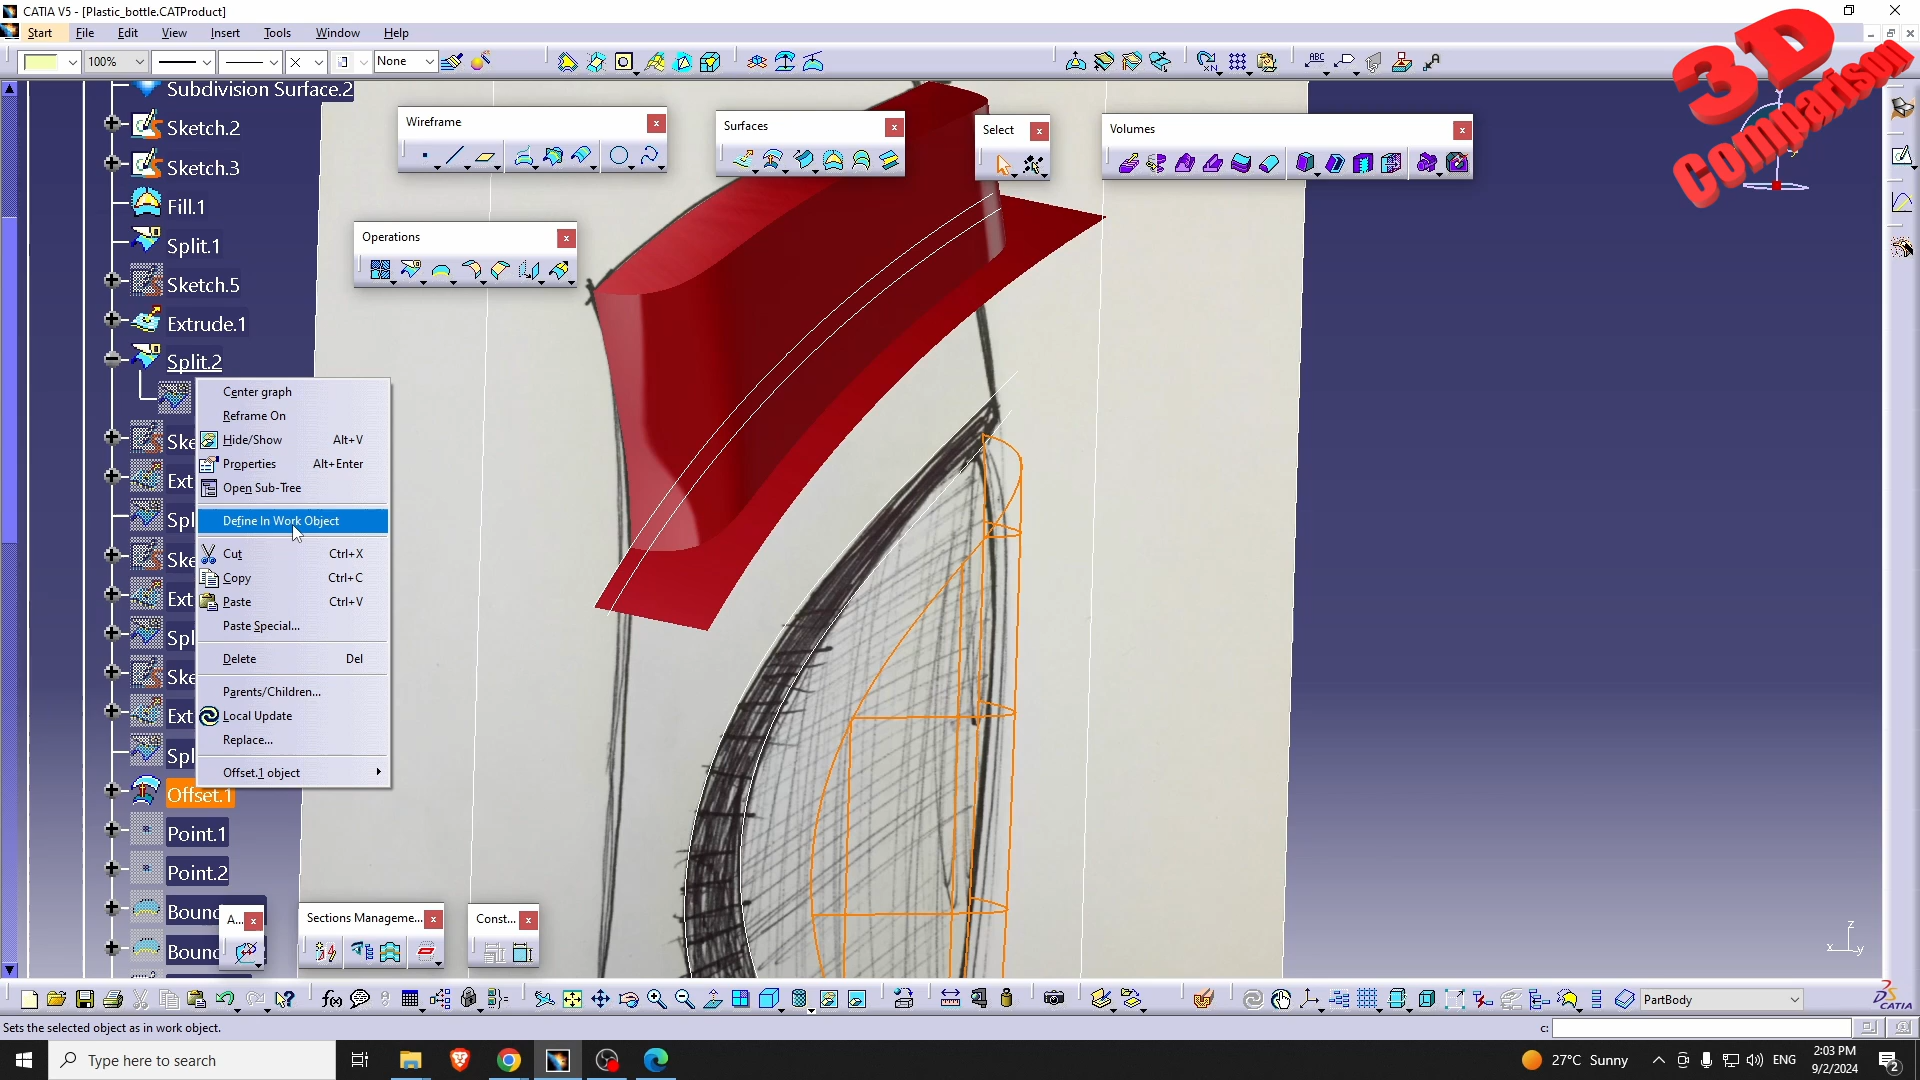 CATIA V5 - [Plastic_bottle.CATProduct]
Start File Edit View Insert Tools Window Help
100% None
3D Comparison
Subdivision Surface.2
Sketch.2
Sketch.3
Fill.1
Split.1
Sketch.5
Extrude.1
Split.2
Wireframe
Surfaces
Select
Volumes
Operations
Center graph
Reframe On
Hide/Show Alt+V
Properties Alt+Enter
Open Sub-Tree
Define In Work Object
Cut Ctrl+X
Copy Ctrl+C
Paste Ctrl+V
Paste Special...
Delete Del
Parents/Children...
Local Update
Replace...
Offset.1 object
Ske
Ext
Spl
Ske
Ext
Spl
Ske
Ext
Spl
Offset.1
Point.1
Point.2
Bounc
Bounc
A...
Sections Manageme...
Const...
z
x y
PartBody
CATIA
Sets the selected object as in work object.
c:
Type here to search
27°C Sunny
ENG
2:03 PM
9/2/2024
2